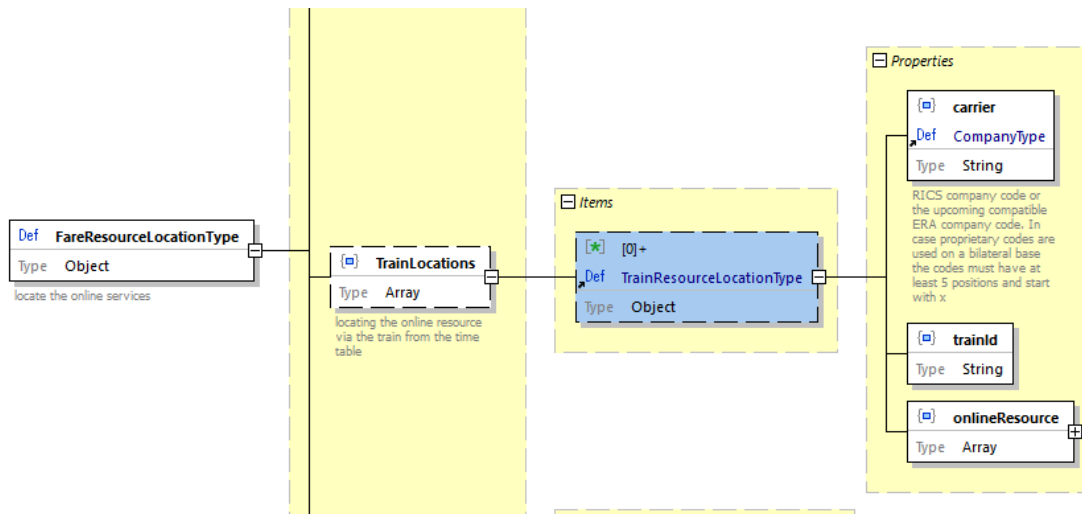 Def FareResourceLocationType
Type Object
locate the online services
TrainLocations
Type Array
locating the online resource
via the train from the time
table
Items
[*] [0]+
Def TrainResourceLocationType
Type Object
Properties
carrier
Def CompanyType
Type String
RICS company code or
the upcoming compatible
ERA company code. In
case proprietary codes are
used on a bilateral base
the codes must have at
least 5 positions and start
with x
trainId
Type String
onlineResource
Type Array